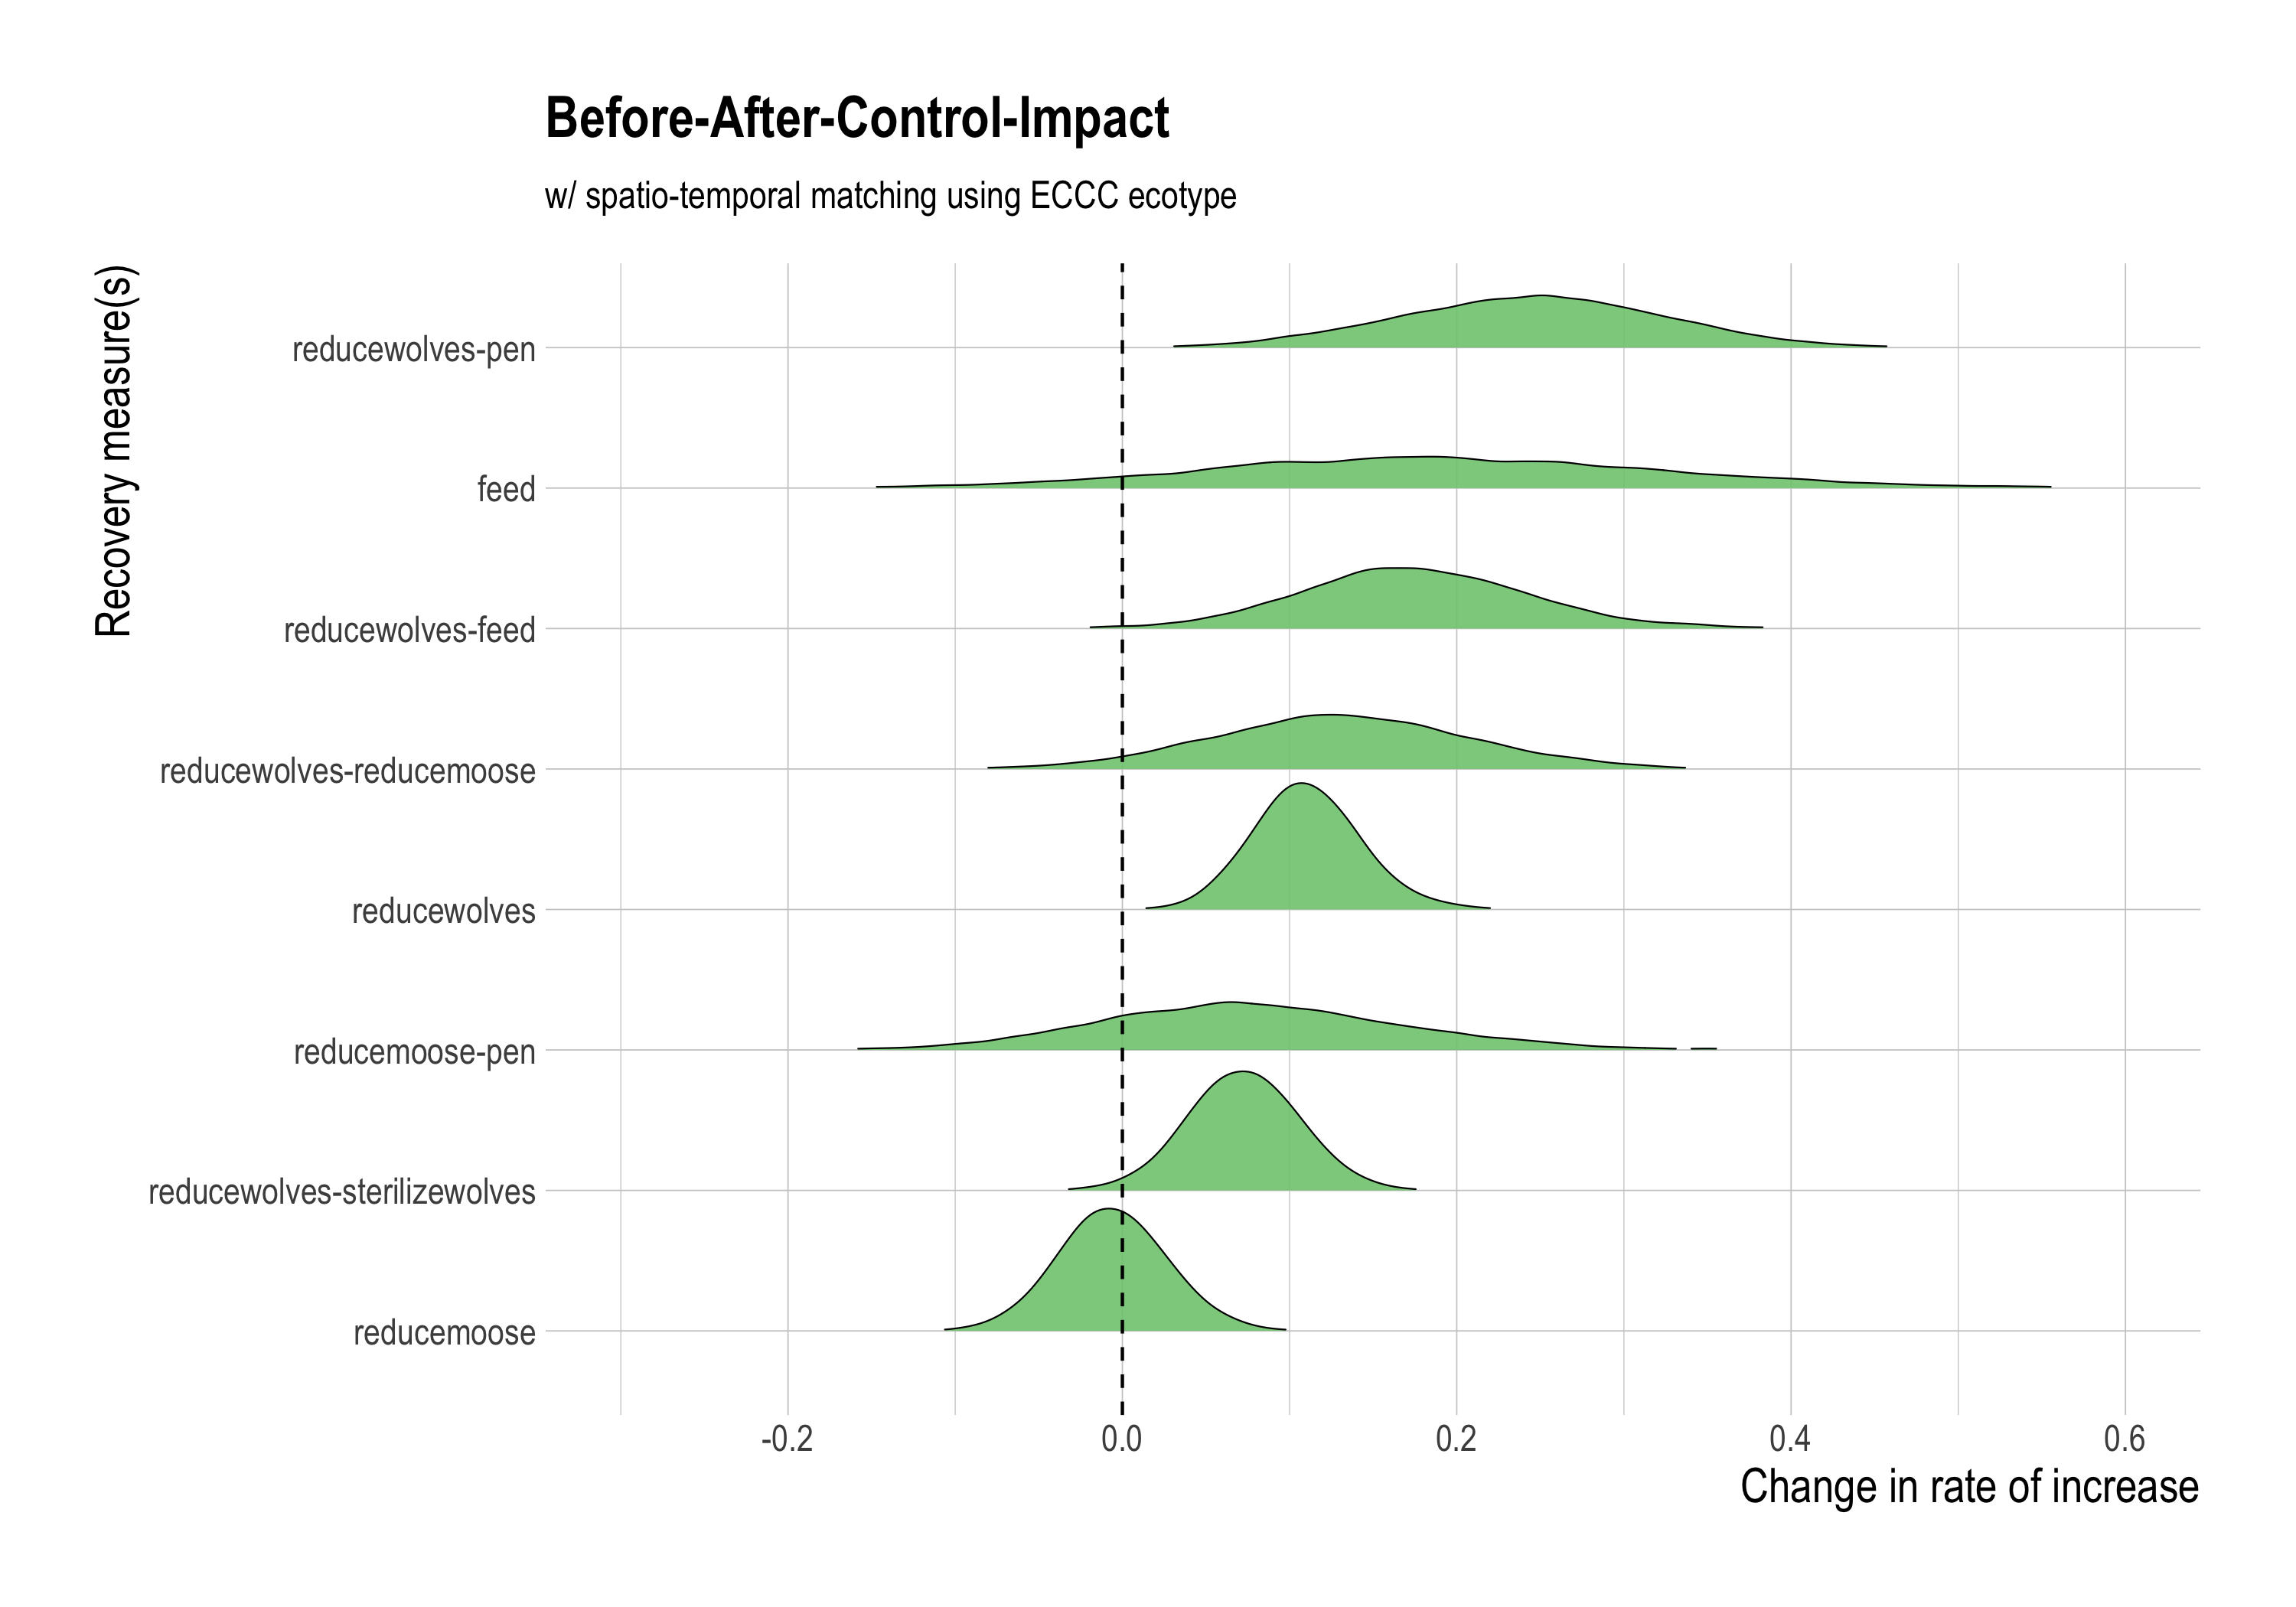 Before-After-Control-Impact
w/ spatio-temporal matching using ECCC ecotype
Recovery measure(s)
reducewolves-pen
feed
reducewolves-feed
reducewolves-reducemoose
reducewolves
reducemoose-pen
reducewolves-sterilizewolves
reducemoose
-0.2 0.0 0.2 0.4 0.6
Change in rate of increase